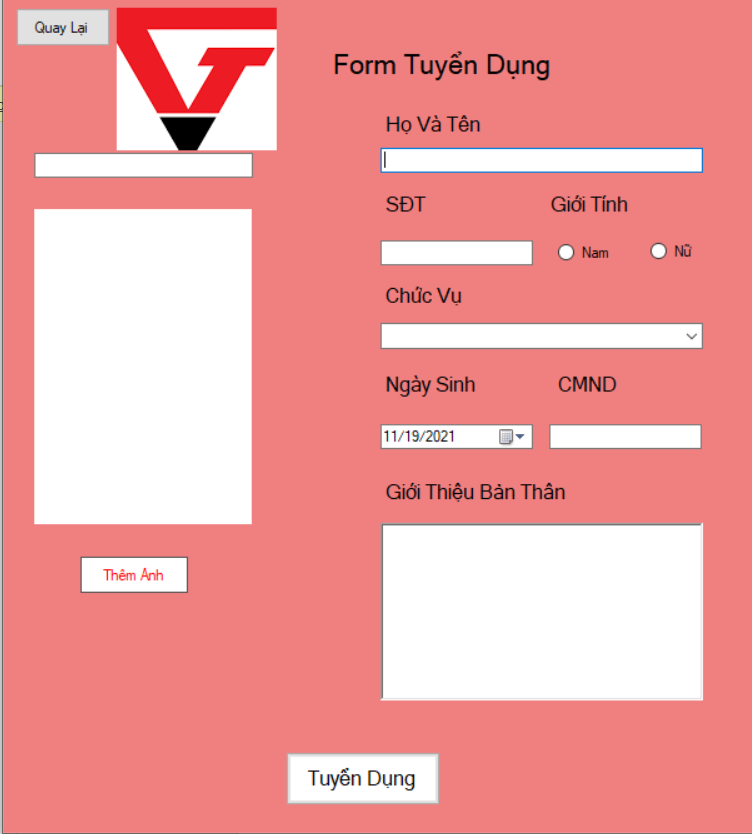 Quay Lại
Form Tuyển Dụng
Họ Và Tên
SĐT Giới Tính
Nam Nữ
Chức Vụ
Ngày Sinh CMND
11/19/2021
Giới Thiệu Bản Thân
Thêm Ảnh
Tuyển Dụng